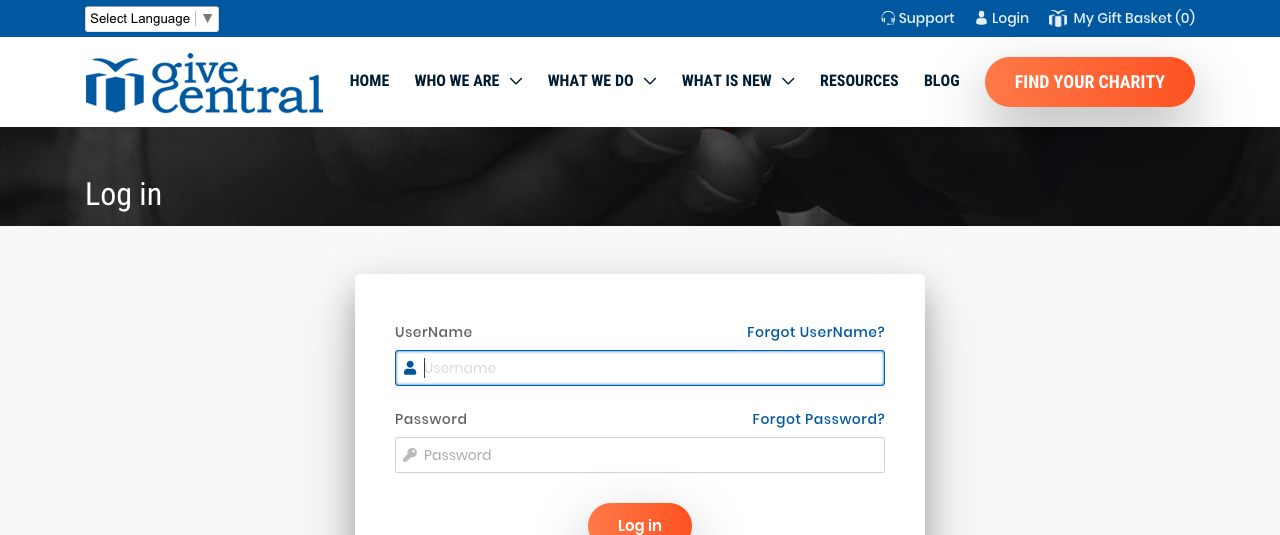 Select Language ▼
Support
Login
My Gift Basket (0)
give
central
HOME
WHO WE ARE
WHAT WE DO
WHAT IS NEW
RESOURCES
BLOG
FIND YOUR CHARITY
Log in
UserName
Forgot UserName?
Username
Password
Forgot Password?
Password
Log in